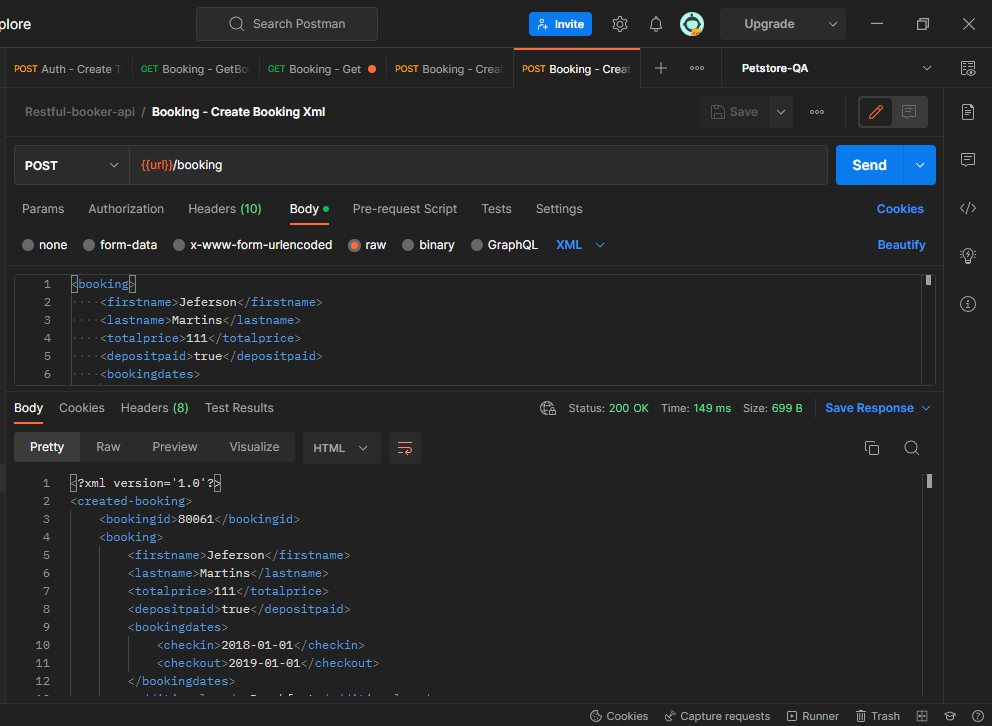 plore
Search Postman
Invite
Upgrade
POST Auth - Create T
GET Booking - GetBo
GET Booking - Get
POST Booking - Creat
POST Booking - Creat
Petstore-QA
Restful-booker-api / Booking - Create Booking Xml
Save
POST
{{url}}/booking
Send
Params Authorization Headers (10) Body Pre-request Script Tests Settings
Cookies
none form-data x-www-form-urlencoded raw binary GraphQL XML
Beautify
1 <booking>
2 ····<firstname>Jeferson</firstname>
3 ····<lastname>Martins</lastname>
4 ····<totalprice>111</totalprice>
5 ····<depositpaid>true</depositpaid>
6 ····<bookingdates>
Body Cookies Headers (8) Test Results
Status: 200 OK Time: 149 ms Size: 699 B
Save Response
Pretty Raw Preview Visualize HTML
1 <?xml version='1.0'?>
2 <created-booking>
3 <bookingid>80061</bookingid>
4 <booking>
5 <firstname>Jeferson</firstname>
6 <lastname>Martins</lastname>
7 <totalprice>111</totalprice>
8 <depositpaid>true</depositpaid>
9 <bookingdates>
10 <checkin>2018-01-01</checkin>
11 <checkout>2019-01-01</checkout>
12 </bookingdates>
Cookies Capture requests Runner Trash